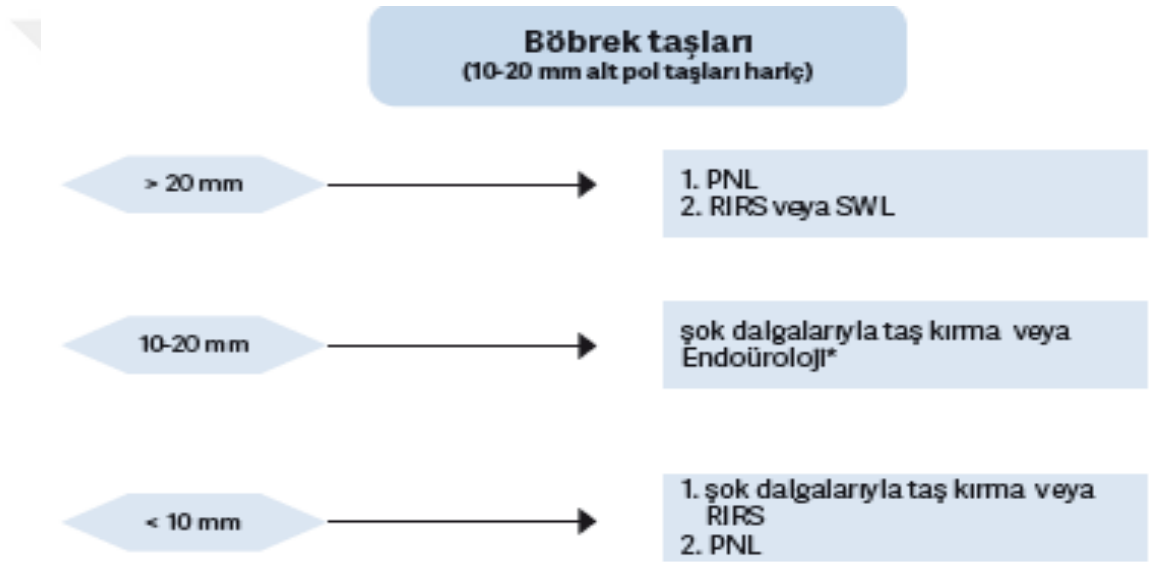 Böbrek taşları
(10-20 mm alt pol taşları hariç)
> 20 mm
1. PNL
2. RIRS veya SWL
10-20 mm
şok dalgalarıyla taş kırma veya
Endoüroloji*
< 10 mm
1. şok dalgalarıyla taş kırma veya
RIRS
2. PNL